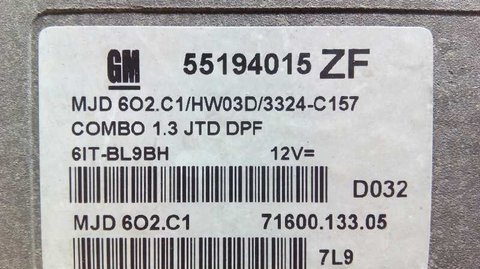 GM 55194015 ZF
MJD 6O2.C1/HW03D/3324-C157
COMBO 1.3 JTD DPF
6IT-BL9BH 12V=
D032
MJD 6O2.C1 71600.133.05
7L9